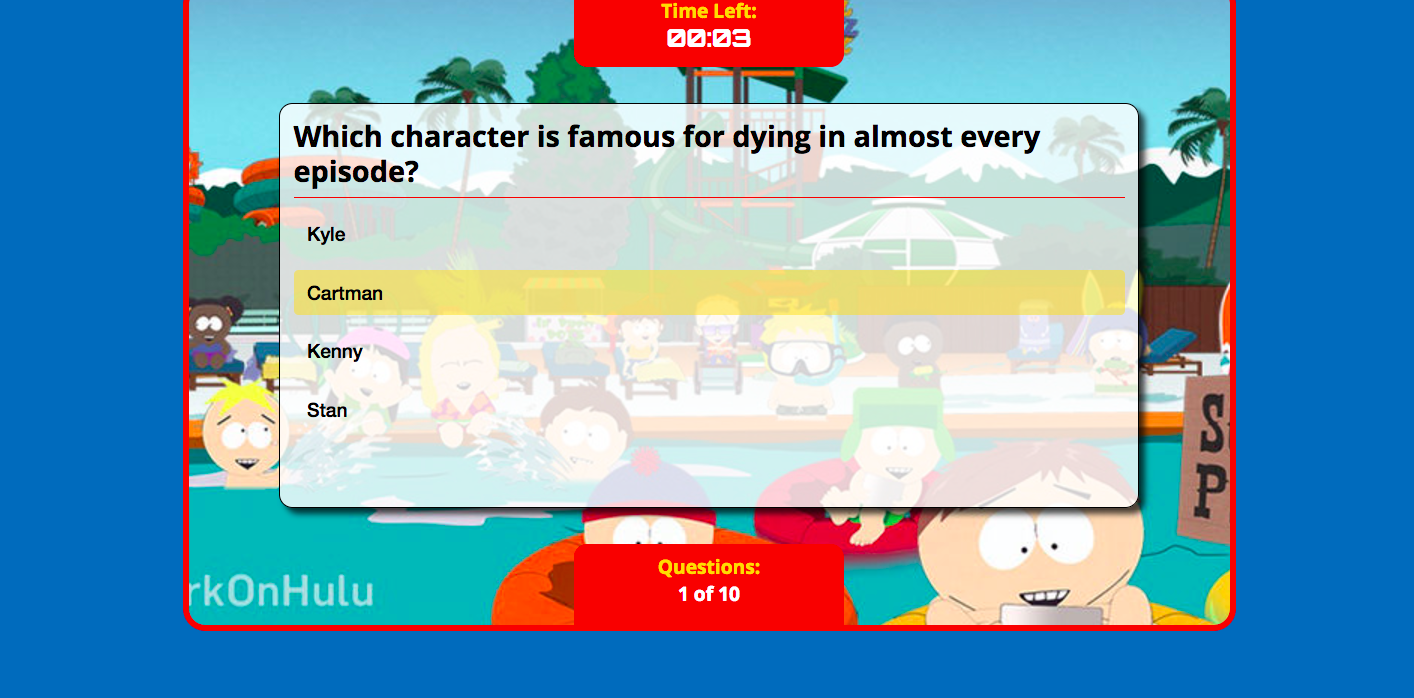 Time Left:
00:03
Which character is famous for dying in almost every
episode?
Kyle
Cartman
Kenny
Stan
S
P
rkOnHulu
Questions:
1 of 10